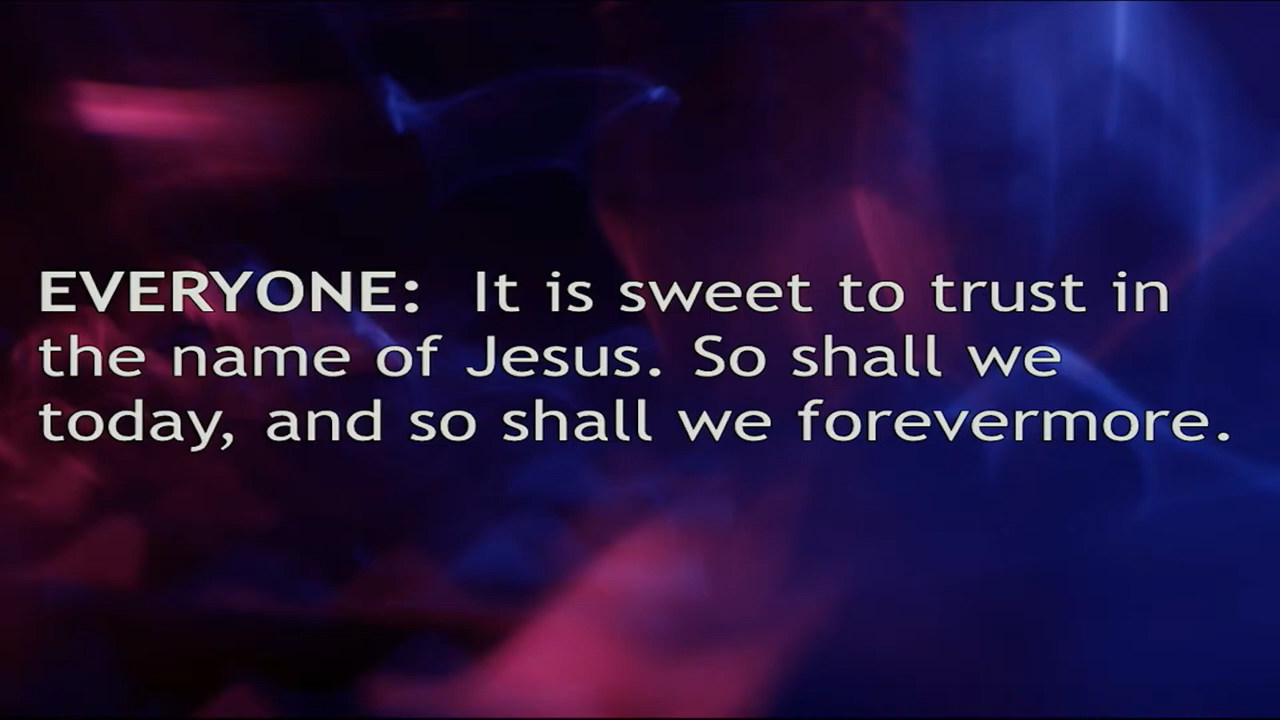 EVERYONE: It is sweet to trust in
the name of Jesus. So shall we
today, and so shall we forevermore.